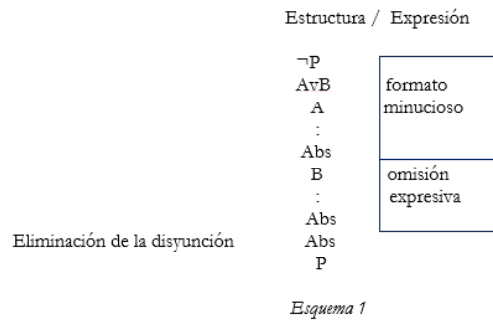 Estructura / Expresión
¬P
AvB formato
A minucioso
:
Abs
B omisión
: expresiva
Abs
Eliminación de la disyunción Abs
P
Esquema 1